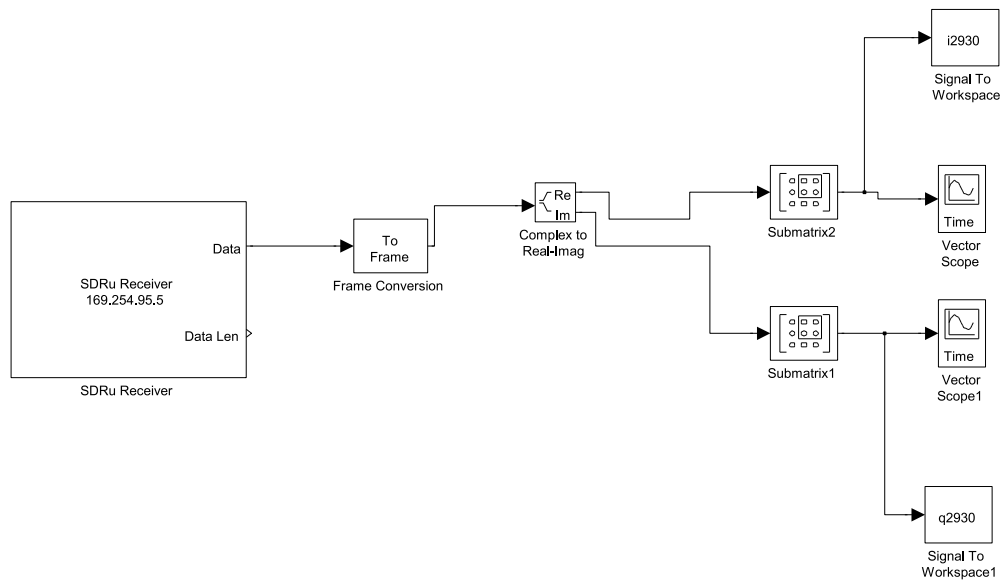 i2930
Signal To
Workspace
Data
SDRu Receiver
169.254.95.5
Data Len
SDRu Receiver
To
Frame
Frame Conversion
Re
Im
Complex to
Real-Imag
Submatrix2
Time
Vector
Scope
Submatrix1
Time
Vector
Scope1
q2930
Signal To
Workspace1